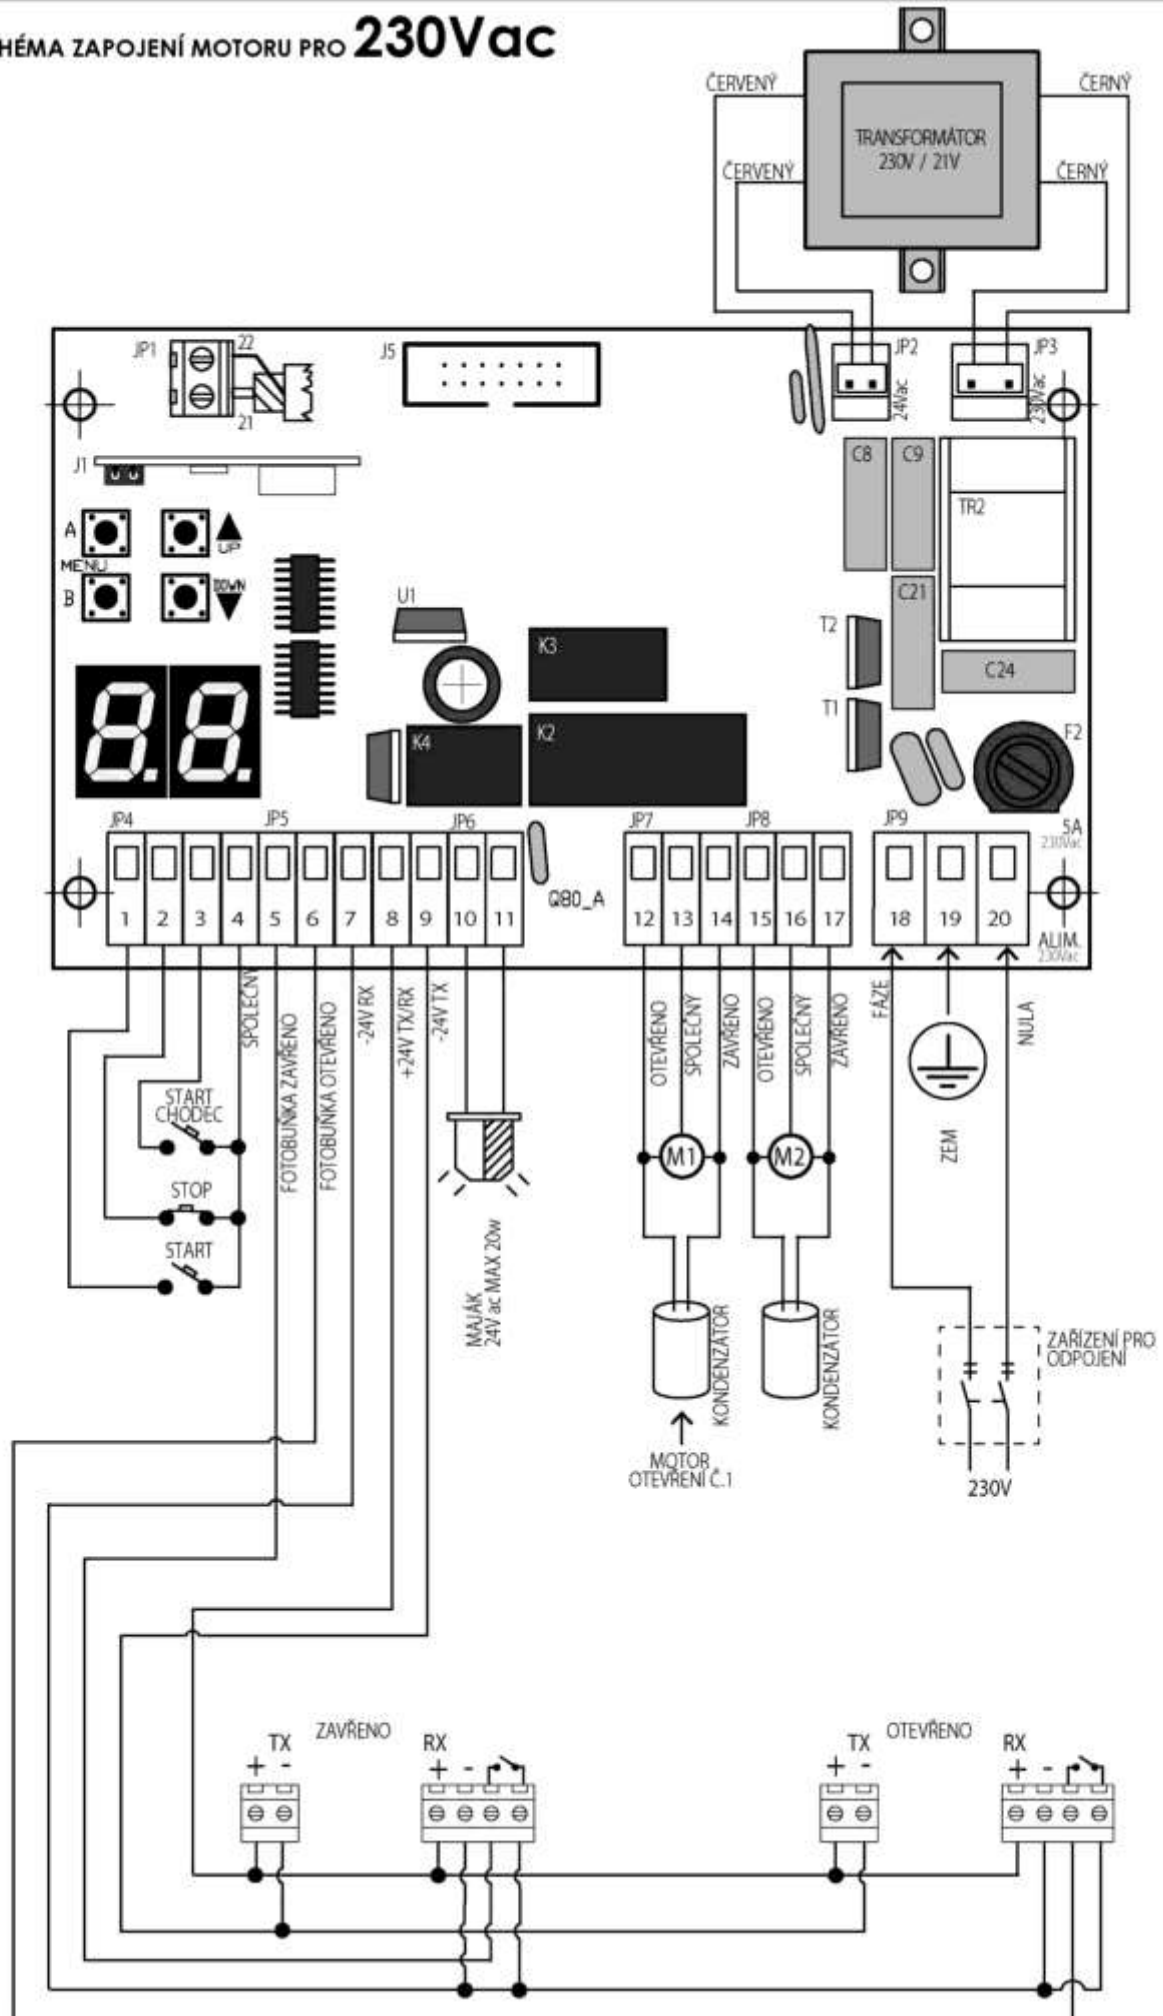 HÉMA ZAPOJENÍ MOTORU PRO 230Vac
ČERVENÝ
ČERNÝ
TRANSFORMÁTOR
230V / 21V
ČERVENÝ
ČERNÝ
JP1
22
21
J5
JP2
24Vac
JP3
230Vac
J1
C8
C9
TR2
A
UP
MENU
B
DOWN
U1
C21
T2
K3
C24
T1
K4
K2
F2
JP4
JP5
JP6
JP7
JP8
JP9
5A
230Vac
Q80_A
1 2 3 4 5 6 7 8 9 10 11
12 13 14 15 16 17
18 19 20
ALIM.
230Vac
SPOLEČNÝ
FOTOBUŇKA ZAVŘENO
FOTOBUŇKA OTEVŘENO
-24V RX
+24V TX/RX
-24V TX
OTEVŘENO
SPOLEČNÝ
ZAVŘENO
OTEVŘENO
SPOLEČNÝ
ZAVŘENO
FÁZE
ZEM
NULA
START
CHODEC
STOP
START
M1
M2
MAJÁK
24V ac MAX 20w
KONDENZÁTOR
KONDENZÁTOR
ZAŘÍZENÍ PRO
ODPOJENÍ
MOTOR
OTEVŘENÍ Č.1
230V
ZAVŘENO
TX
+ -
RX
+ -
OTEVŘENO
TX
+ -
RX
+ -